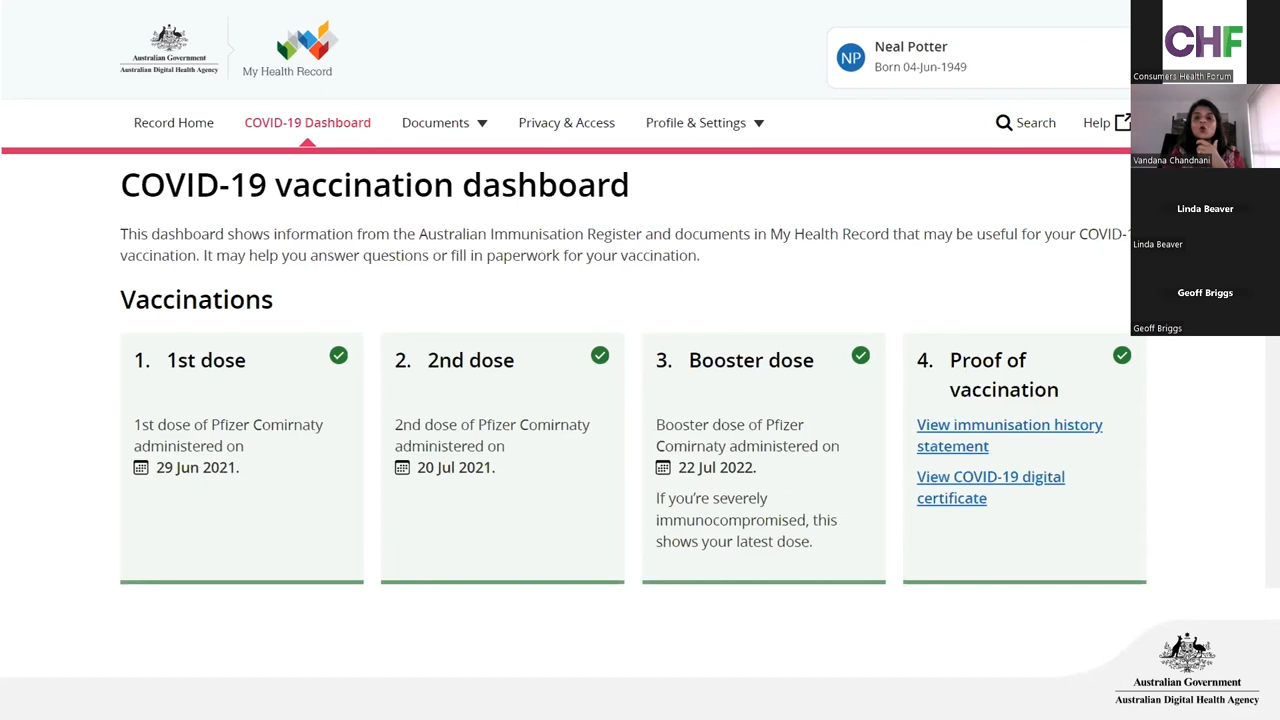 Australian Government
Australian Digital Health Agency
My Health Record
NP
Neal Potter
Born 04-Jun-1949
CHF
Consumers Health Forum
Record Home
COVID-19 Dashboard
Documents
Privacy & Access
Profile & Settings
Search
Help
Vandana Chandnani
COVID-19 vaccination dashboard
Linda Beaver
Linda Beaver
This dashboard shows information from the Australian Immunisation Register and documents in My Health Record that may be useful for your COVID-1
vaccination. It may help you answer questions or fill in paperwork for your vaccination.
Geoff Briggs
Geoff Briggs
Vaccinations
1. 1st dose
1st dose of Pfizer Comirnaty
administered on
29 Jun 2021.
2. 2nd dose
2nd dose of Pfizer Comirnaty
administered on
20 Jul 2021.
3. Booster dose
Booster dose of Pfizer
Comirnaty administered on
22 Jul 2022.
If you're severely
immunocompromised, this
shows your latest dose.
4. Proof of
vaccination
View immunisation history
statement
View COVID-19 digital
certificate
Australian Government
Australian Digital Health Agency